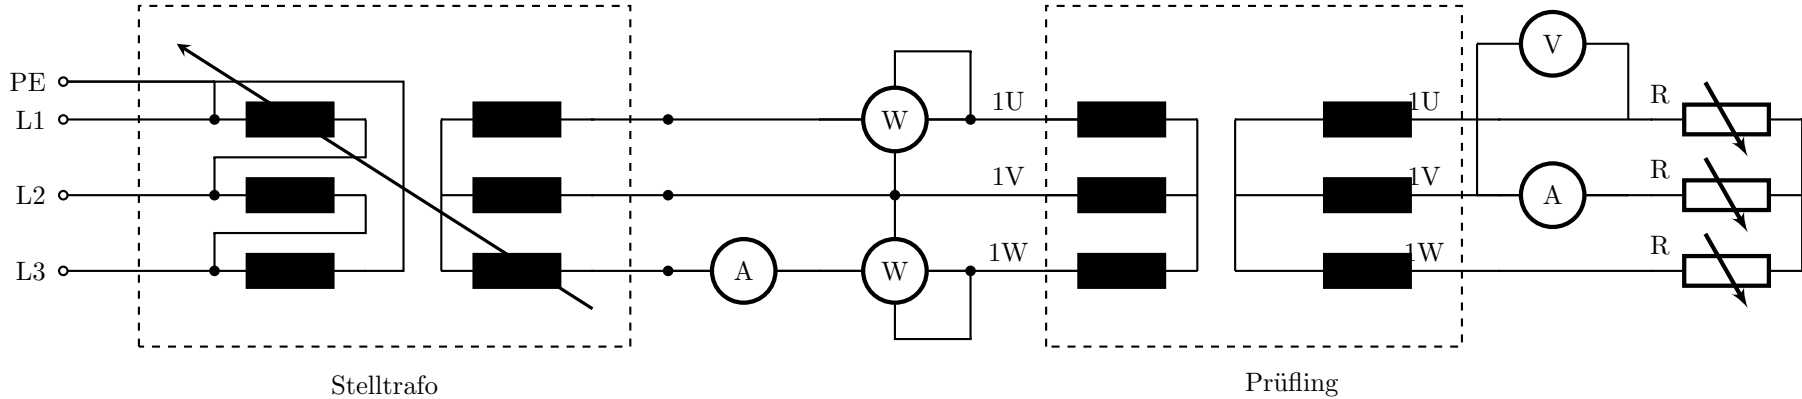 V
PE
L1
W
1U
1U
R
L2
1V
1V
A
R
L3
A
W
1W
1W
R
Stelltrafo
Prüfling